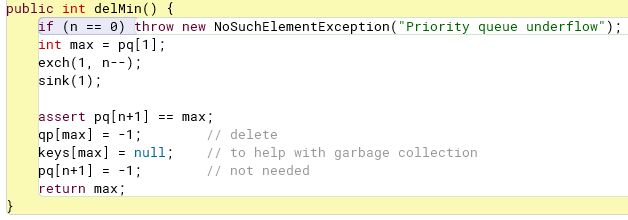 public int delMin() {
    if (n == 0) throw new NoSuchElementException("Priority queue underflow");
    int max = pq[1];
    exch(1, n--);
    sink(1);

    assert pq[n+1] == max;
    qp[max] = -1;        // delete
    keys[max] = null;    // to help with garbage collection
    pq[n+1] = -1;        // not needed
    return max;
}